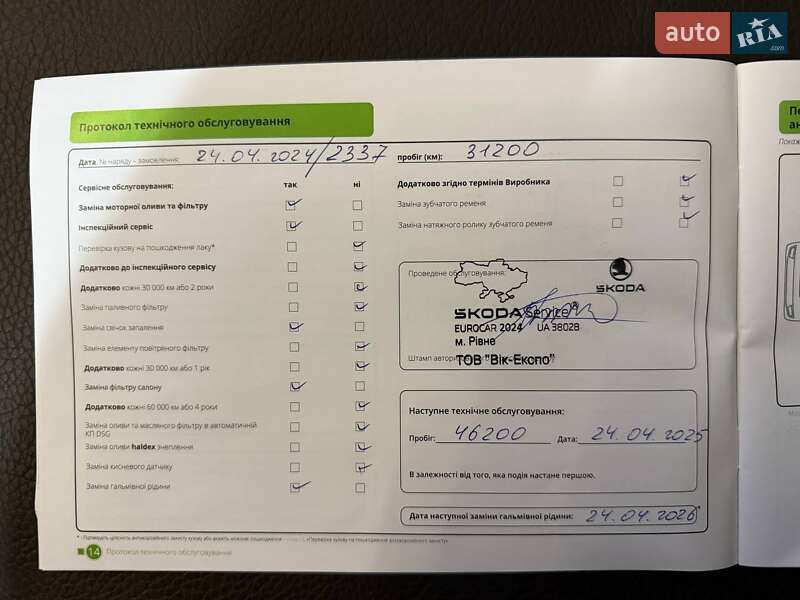 auto RIA.com
Протокол технічного обслуговування
Дата, № наряду – замовлення: 24.04.2024/2337 пробіг (км): 31200
Сервісне обслуговування: так ні
Заміна моторної оливи та фільтру
Інспекційний сервіс
Перевірка кузову на пошкодження лаку*
Додатково до інспекційного сервісу
Додатково кожні 30 000 км або 2 роки
Заміна паливного фільтру
Заміна свічок запалення
Заміна елементу повітряного фільтру
Додатково кожні 30 000 км або 1 рік
Заміна фільтру салону
Додатково кожні 60 000 км або 4 роки
Заміна оливи та масляного фільтру в автоматичній
КП DSG
Заміна оливи haldex зчеплення
Заміна кисневого датчику
Заміна гальмівної рідини
Додатково згідно термінів Виробника
Заміна зубчатого ременя
Заміна натяжного ролику зубчатого ременя
Проведене обслуговування:
SKODA
SKODA Service
EUROCAR 2024 UA 38028
м. Рівне
ТОВ "Вік-Експо"
Штамп
Наступне технічне обслуговування:
Пробіг: 46200 Дата: 24.04.2025
В залежності від того, яка подія настане першою.
Дата наступної заміни гальмівної рідини: 24.04.2026
14 Протокол технічного обслуговування